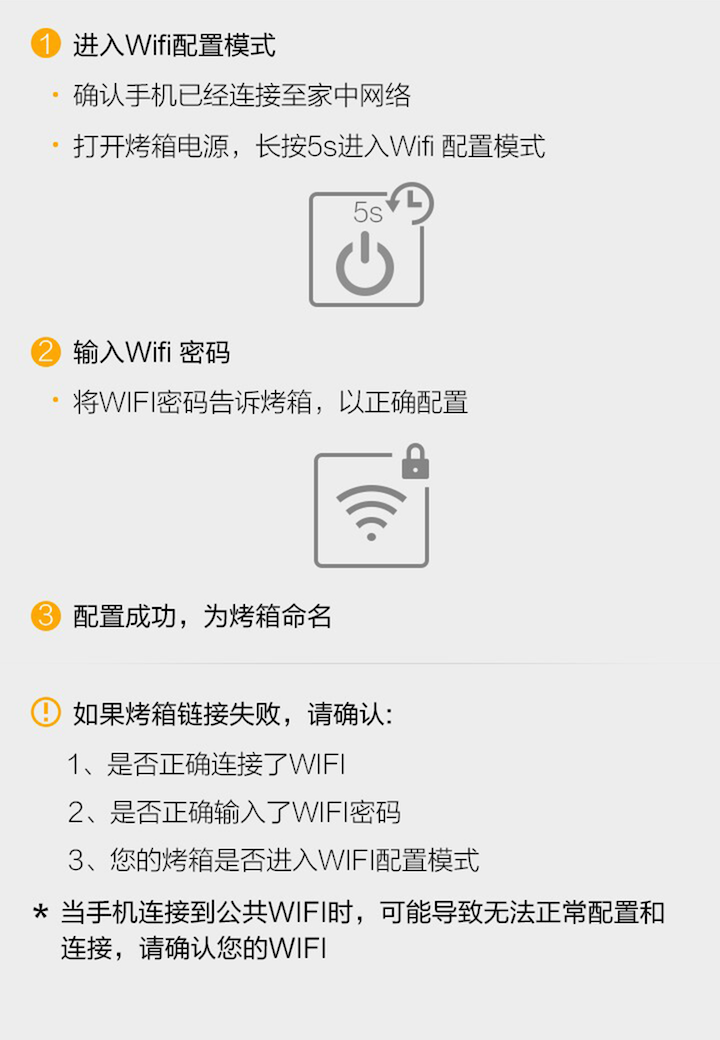 1 进入Wifi配置模式
· 确认手机已经连接至家中网络
· 打开烤箱电源，长按5s进入Wifi 配置模式
5s
2 输入Wifi 密码
· 将WIFI密码告诉烤箱，以正确配置
3 配置成功，为烤箱命名
! 如果烤箱链接失败，请确认:
1、是否正确连接了WIFI
2、是否正确输入了WIFI密码
3、您的烤箱是否进入WIFI配置模式
* 当手机连接到公共WIFI时，可能导致无法正常配置和
连接，请确认您的WIFI